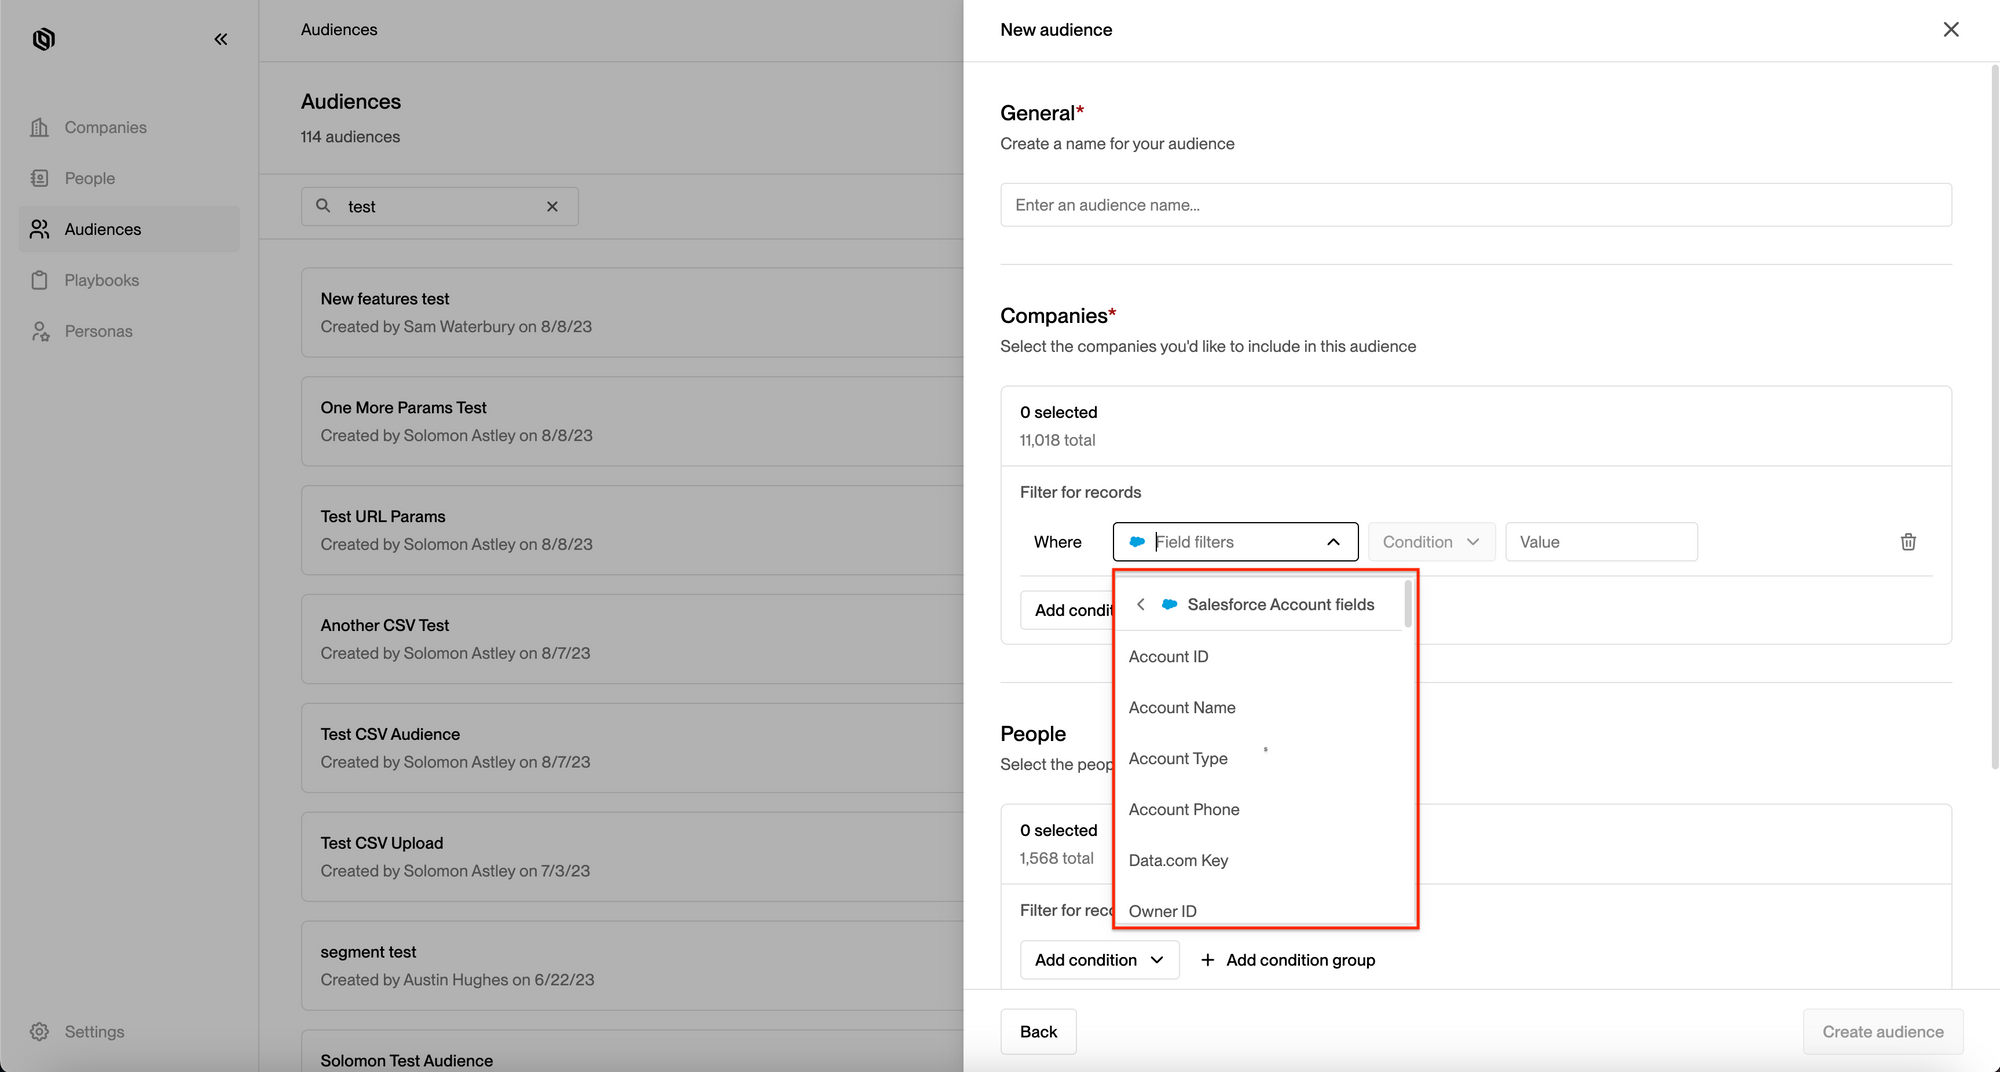 Companies
People
Audiences
Playbooks
Personas
Settings
Audiences
Audiences
114 audiences
test
New features test
Created by Sam Waterbury on 8/8/23
One More Params Test
Created by Solomon Astley on 8/8/23
Test URL Params
Created by Solomon Astley on 8/8/23
Another CSV Test
Created by Solomon Astley on 8/7/23
Test CSV Audience
Created by Solomon Astley on 8/7/23
Test CSV Upload
Created by Solomon Astley on 7/3/23
segment test
Created by Austin Hughes on 6/22/23
Solomon Test Audience
New audience
General*
Create a name for your audience
Enter an audience name...
Companies*
Select the companies you'd like to include in this audience
0 selected
11,018 total
Filter for records
Where Field filters Condition Value
Add condit
Salesforce Account fields
Account ID
Account Name
Account Type
Account Phone
Data.com Key
Owner ID
People
Select the peop
0 selected
1,568 total
Filter for reco
Add condition + Add condition group
Back
Create audience